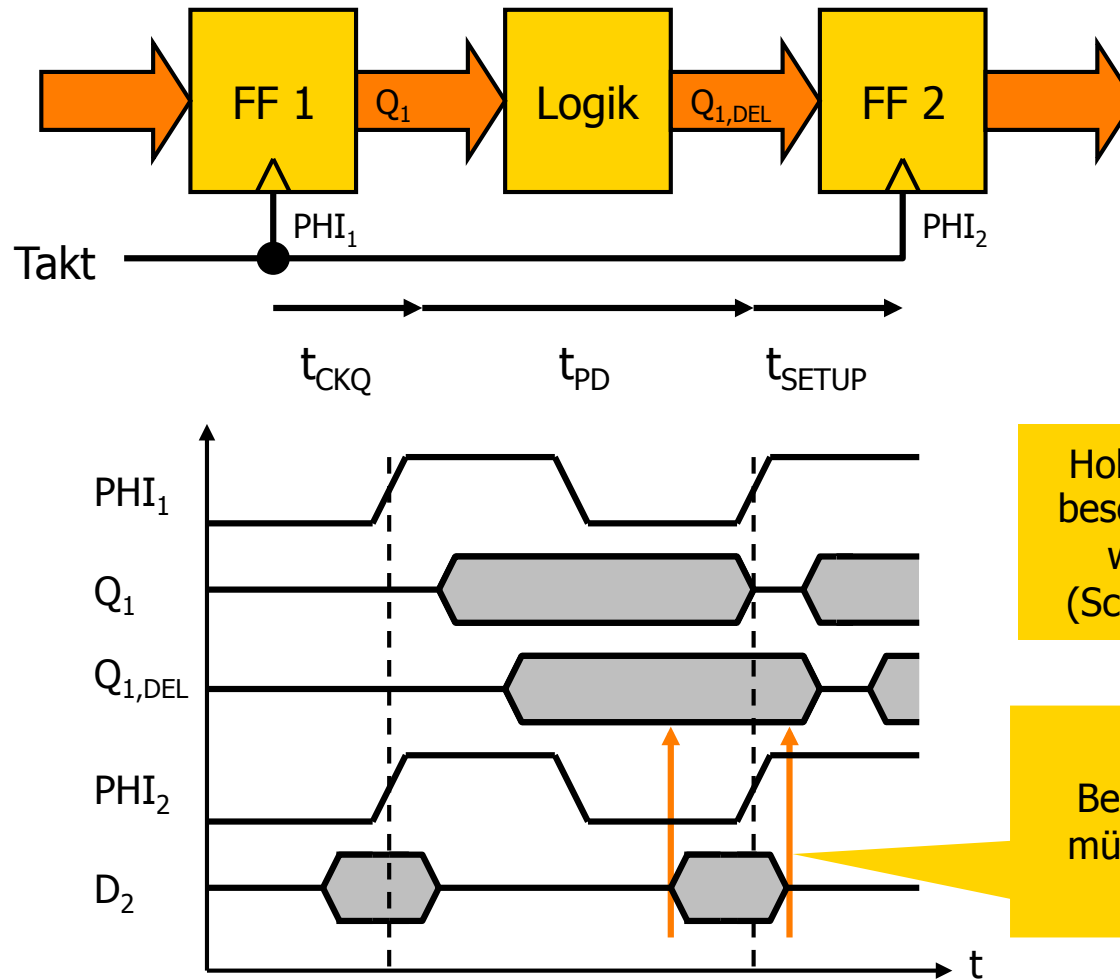 FF 1
Q1
Logik
Q1,DEL
FF 2
PHI1
PHI2
Takt
tCKQ
tPD
tSETUP
PHI1
Q1
Q1,DEL
PHI2
D2
t